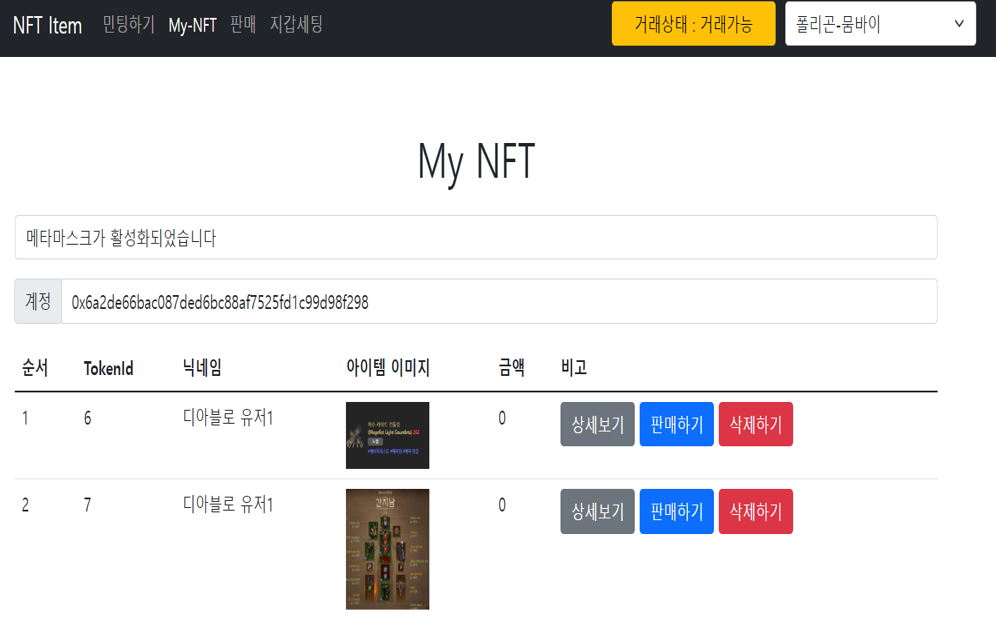 NFT Item 민팅하기 My-NFT 판매 지갑세팅 거래상태 : 거래가능 폴리곤-뭄바이
My NFT
메타마스크가 활성화되었습니다
계정 0x6a2de66bac087ded6bc88af7525fd1c99d98f298
순서 TokenId 닉네임 아이템 이미지 금액 비고
1 6 디아블로 유저1 0 상세보기 판매하기 삭제하기
2 7 디아블로 유저1 0 상세보기 판매하기 삭제하기
간지남